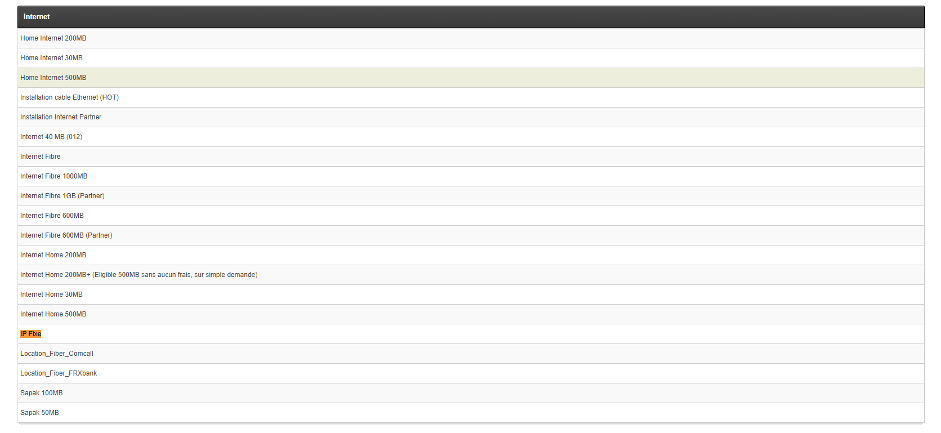 Internet
Home Internet 200MB
Home Internet 30MB
Home Internet 500MB
Installation cable Ethernet (HOT)
Installation Internet Partner
Internet 40 MB (012)
Internet Fibre
Internet Fibre 1000MB
Internet Fibre 1GB (Partner)
Internet Fibre 600MB
Internet Fibre 600MB (Partner)
Internet Home 200MB
Internet Home 200MB+ (Eligible 500MB sans aucun frais, sur simple demande)
Internet Home 30MB
Internet Home 500MB
IP Fixe
Location_Fiber_Comcall
Location_Fiber_FRXbank
Sapak 100MB
Sapak 50MB